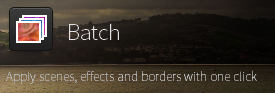 Batch
Apply scenes, effects and borders with one click